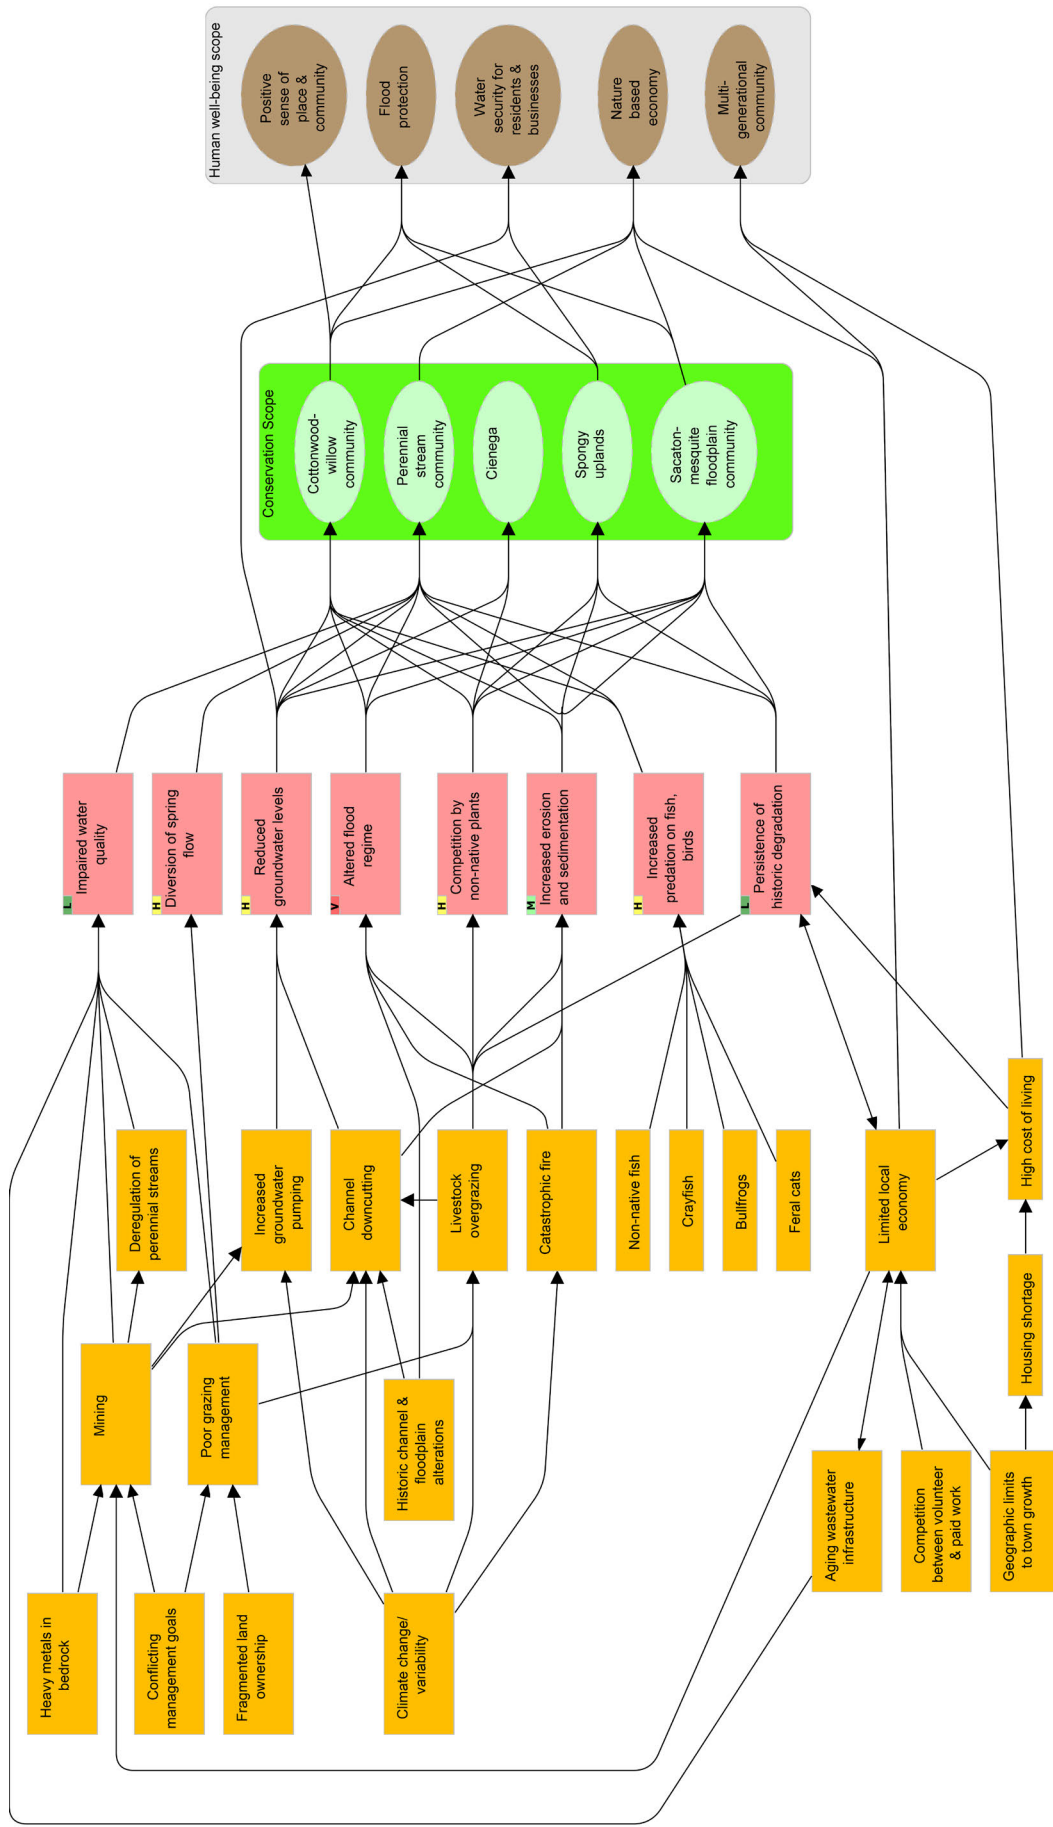 Heavy metals in
bedrock
Conflicting
management goals
Fragmented land
ownership
Climate change/
variability
Aging wastewater
infrastructure
Competition
between volunteer
& paid work
Geographic limits
to town growth
Mining
Poor grazing
management
Historic channel &
floodplain
alterations
Housing shortage
Deregulation of
perennial streams
Increased
groundwater
pumping
Channel
downcutting
Livestock
overgrazing
Catastrophic fire
Non-native fish
Crayfish
Bullfrogs
Feral cats
Limited local
economy
High cost of living
L
Impaired water
quality
H
Diversion of spring
flow
H
Reduced
groundwater levels
V
Altered flood
regime
H
Competition by
non-native plants
M
Increased erosion
and sedimentation
H
Increased
predation on fish,
birds
L
Persistence of
historic degradation
Conservation Scope
Cottonwood-
willow
community
Perennial
stream
community
Cienega
Spongy
uplands
Sacaton-
mesquite
floodplain
community
Human well-being scope
Positive
sense of
place &
community
Flood
protection
Water
security for
residents &
businesses
Nature
based
economy
Multi-
generational
community